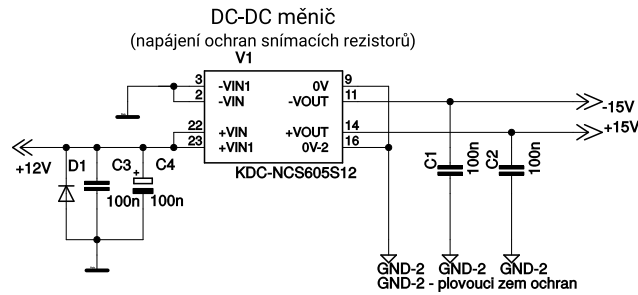 DC-DC měnič
(napájení ochran snímacích rezistorů)
V1
3 -VIN1 0V 9
2 -VIN -VOUT 11
22 +VIN +VOUT 14
23 +VIN1 0V-2 16
KDC-NCS605S12
-15V
+15V
+12V
D1 C3 C4
100n 100n
+
C1 100n
C2 100n
GND-2 GND-2 GND-2
GND-2 - plovouci zem ochran